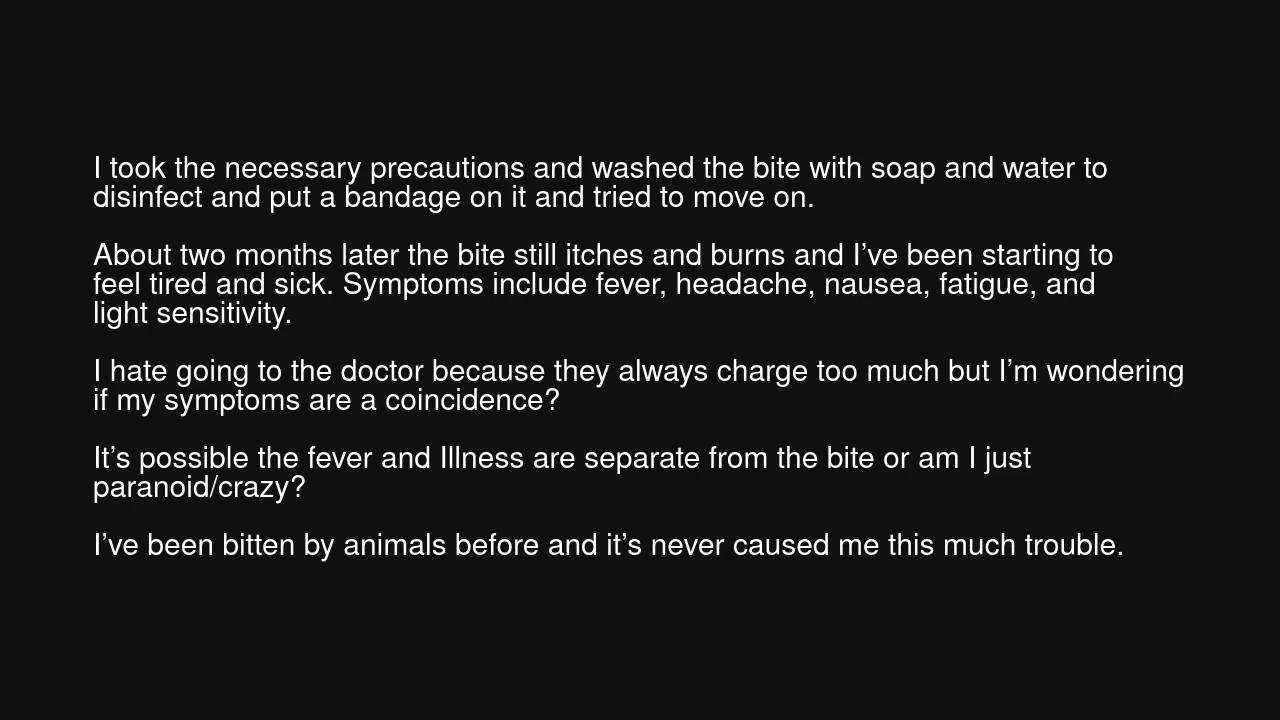 I took the necessary precautions and washed the bite with soap and water to
disinfect and put a bandage on it and tried to move on.
About two months later the bite still itches and burns and I’ve been starting to
feel tired and sick. Symptoms include fever, headache, nausea, fatigue, and
light sensitivity.
I hate going to the doctor because they always charge too much but I’m wondering
if my symptoms are a coincidence?
It’s possible the fever and Illness are separate from the bite or am I just
paranoid/crazy?
I’ve been bitten by animals before and it’s never caused me this much trouble.